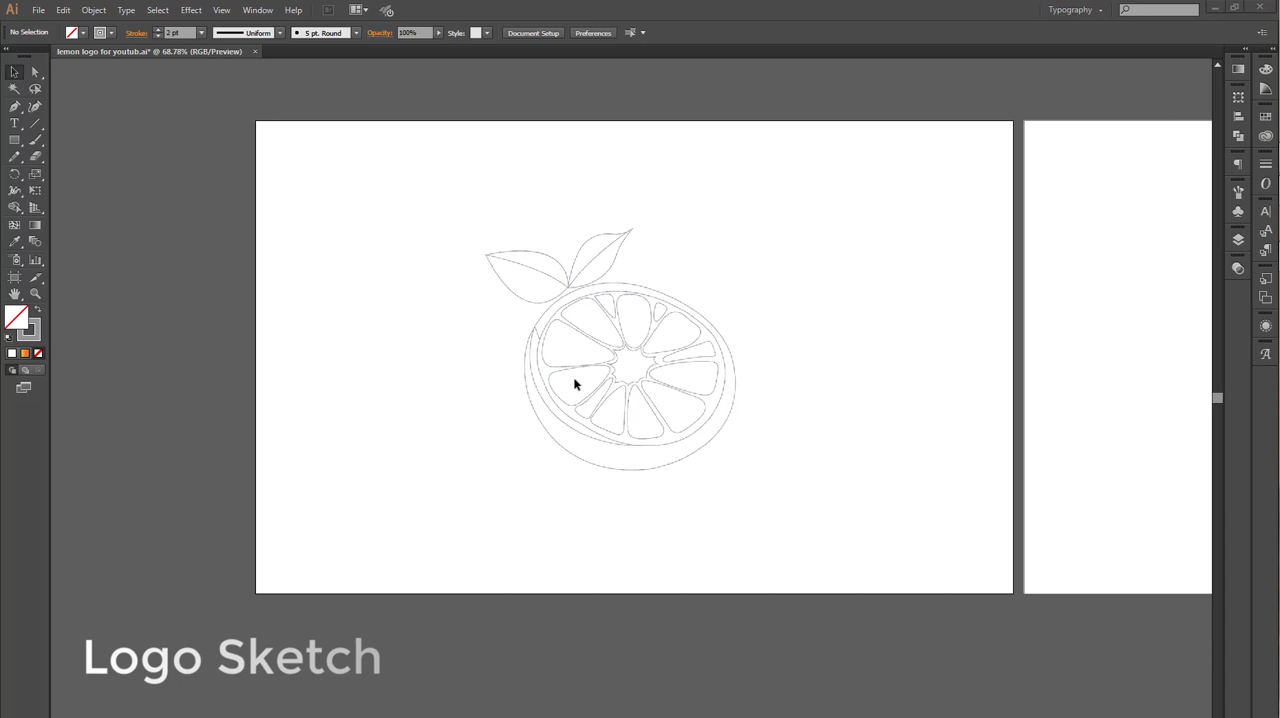 Ai File Edit Object Type Select Effect View Window Help Typography
No Selection Stroke: 2 pt Uniform 5 pt. Round Opacity: 100% Style: Document Setup Preferences
lemon logo for youtub.ai* @ 68.78% (RGB/Preview) ×
Logo Sketch